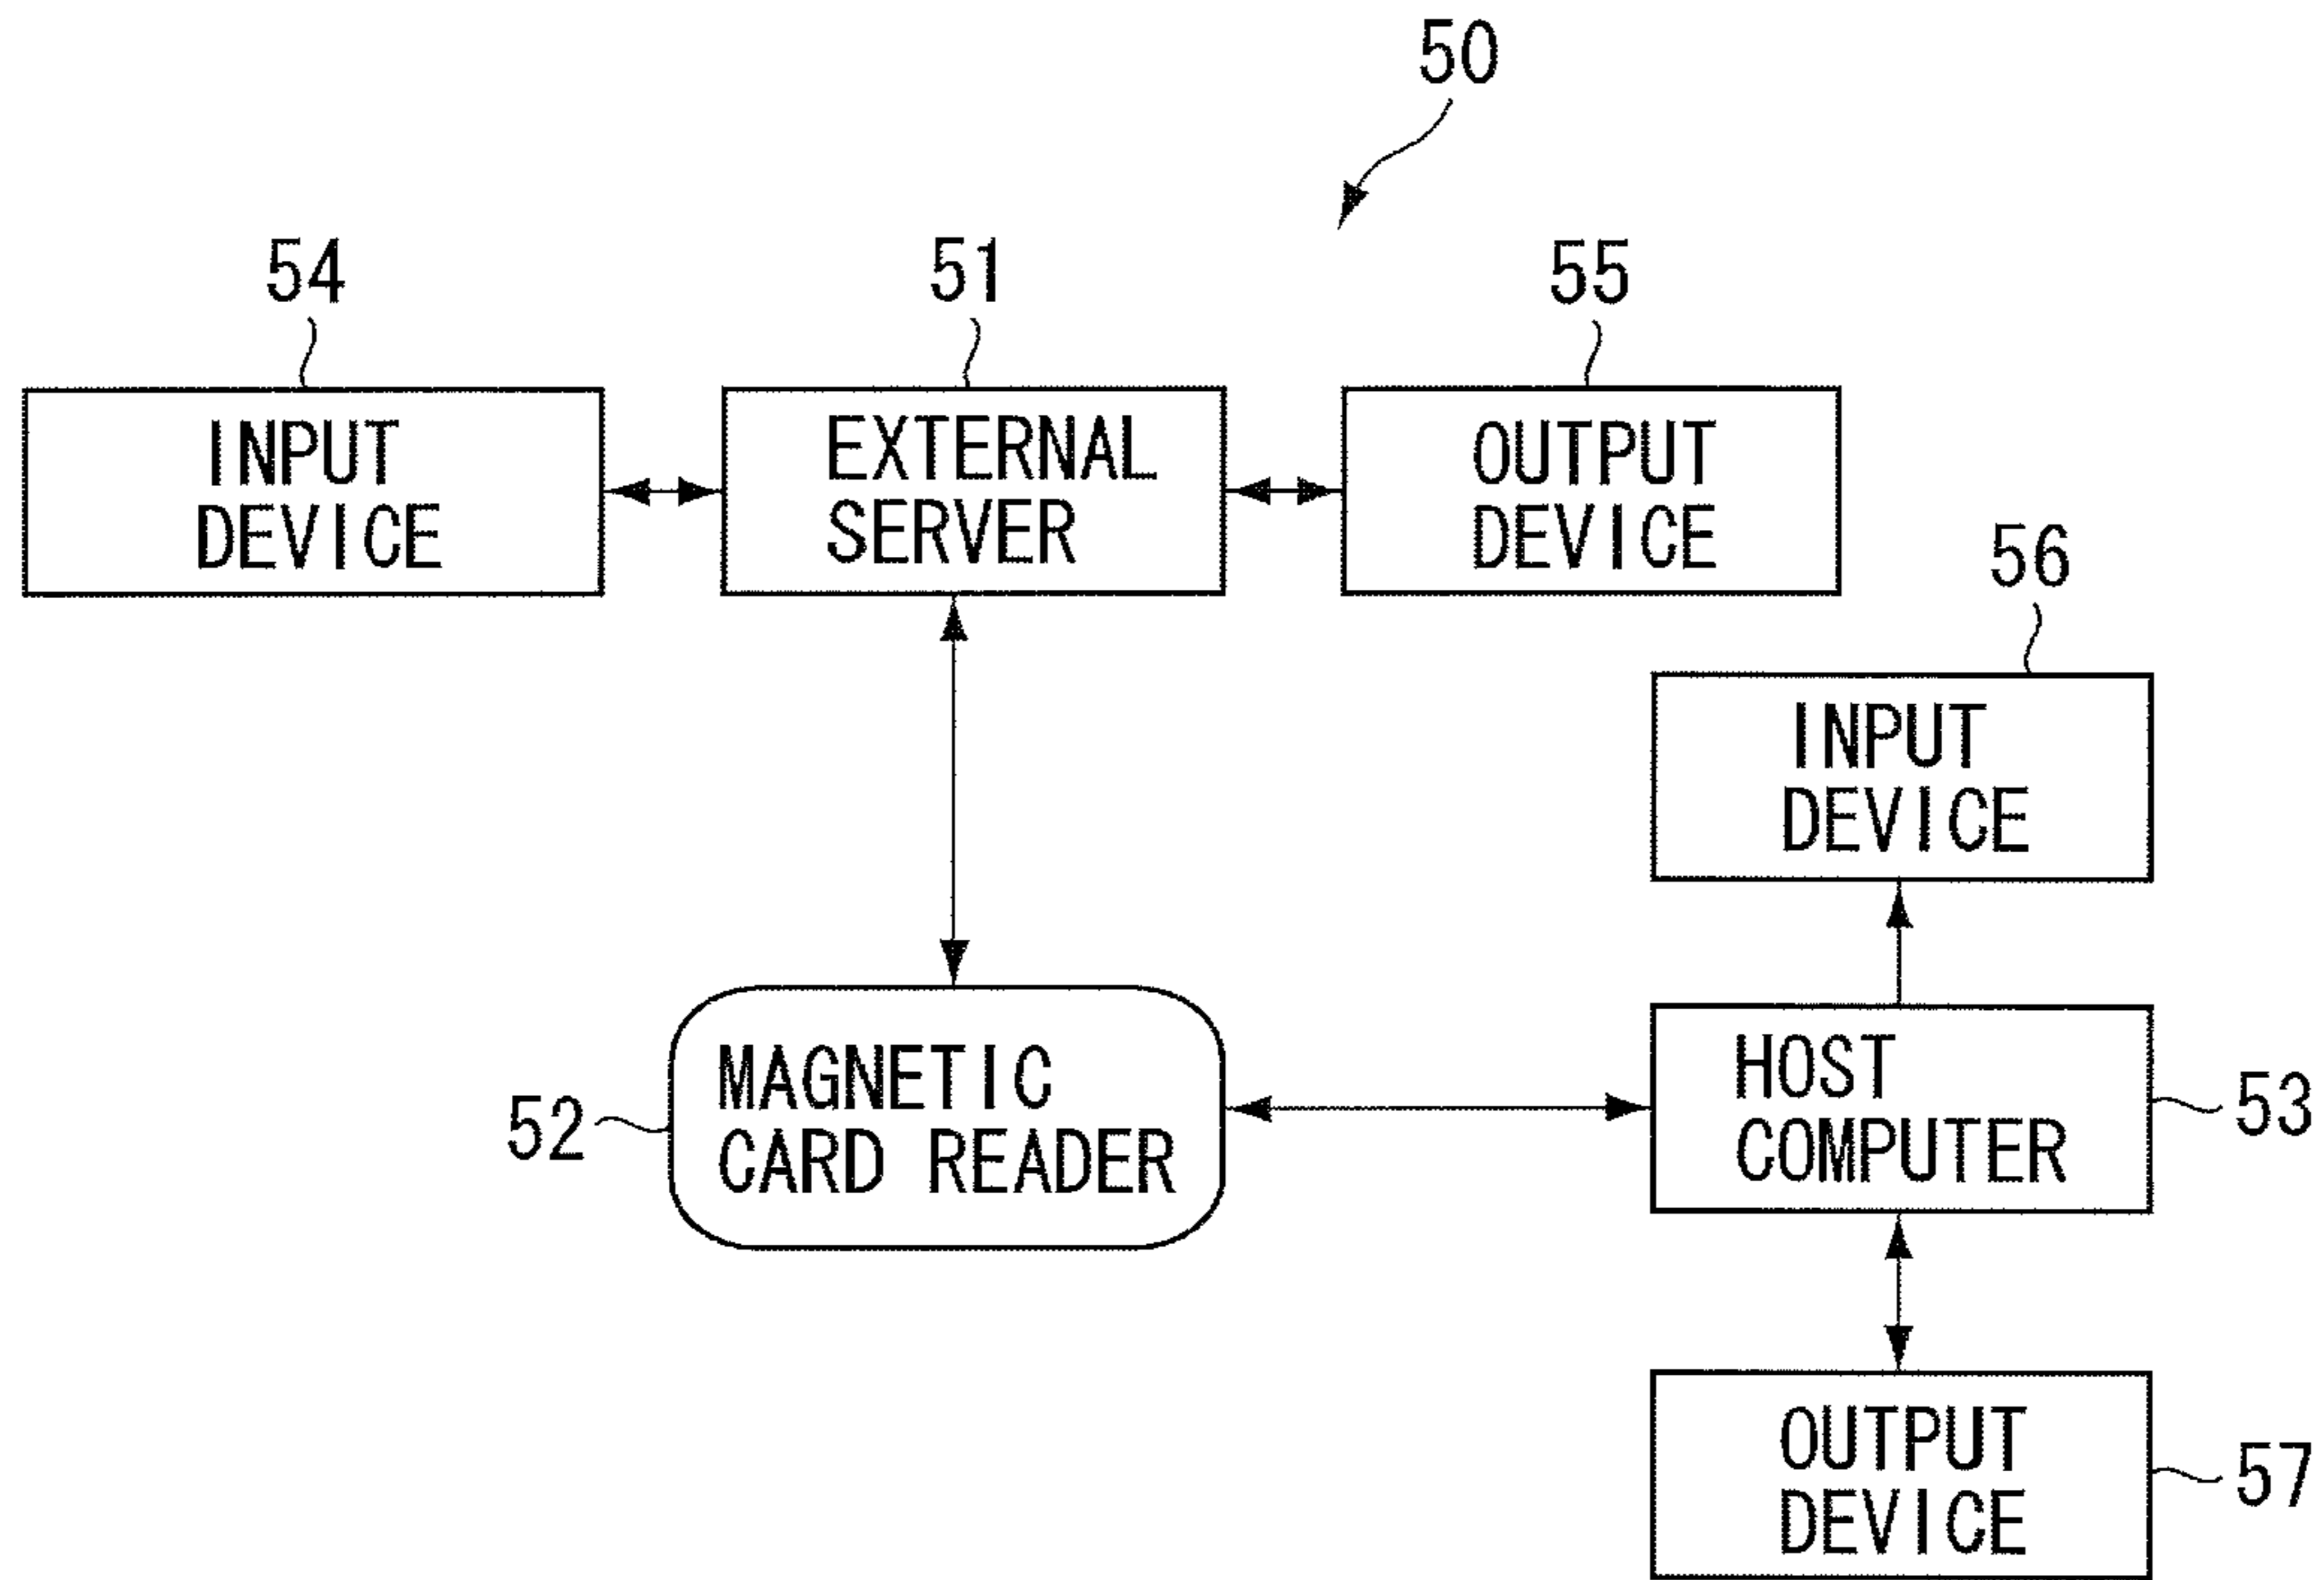 50
54
51
55
INPUT
DEVICE
EXTERNAL
SERVER
OUTPUT
DEVICE
56
INPUT
DEVICE
52
MAGNETIC
CARD READER
HOST
COMPUTER
53
OUTPUT
DEVICE
57